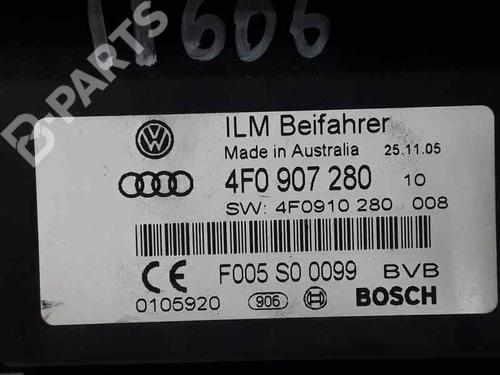 17606
ILM Beifahrer
Made in Australia 25.11.05
4F0 907 280 10
SW: 4F0910 280 008
F005 S0 0099 BVB
0105920 906 BOSCH